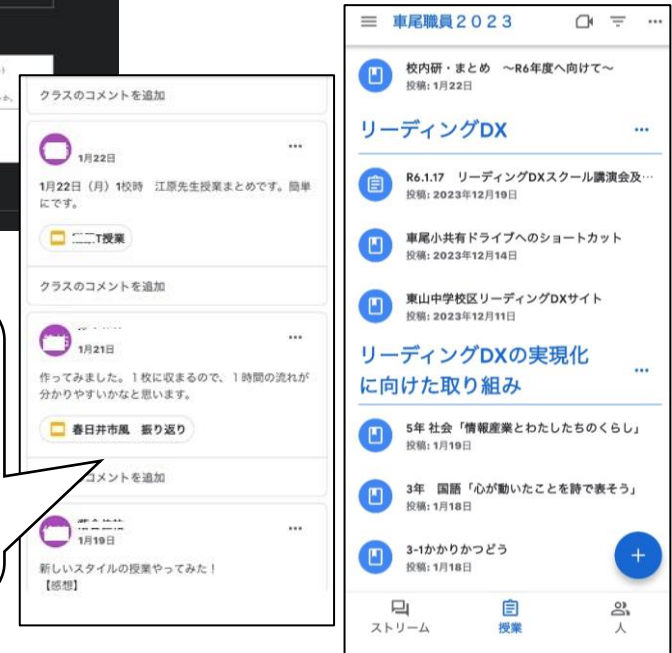 クラスのコメントを追加
1月22日
1月22日（月）1校時　江原先生授業まとめです。簡単
にです。
T授業
クラスのコメントを追加
1月21日
作ってみました。1枚に収まるので、1時間の流れが
分かりやすいかなと思います。
春日井市風　振り返り
コメントを追加
1月19日
新しいスタイルの授業やってみた！
【感想】
車尾職員２０２３
校内研・まとめ　〜R6年度へ向けて〜
投稿: 1月22日
リーディングDX
R6.1.17　リーディングDXスクール講演会及…
投稿: 2023年12月19日
車尾小共有ドライブへのショートカット
投稿: 2023年12月14日
東山中学校区リーディングDXサイト
投稿: 2023年12月11日
リーディングDXの実現化
に向けた取り組み
5年 社会「情報産業とわたしたちのくらし」
投稿: 1月19日
3年　国語「心が動いたことを詩で表そう」
投稿: 1月18日
3-1かかりかつどう
投稿: 1月18日
ストリーム
授業
人